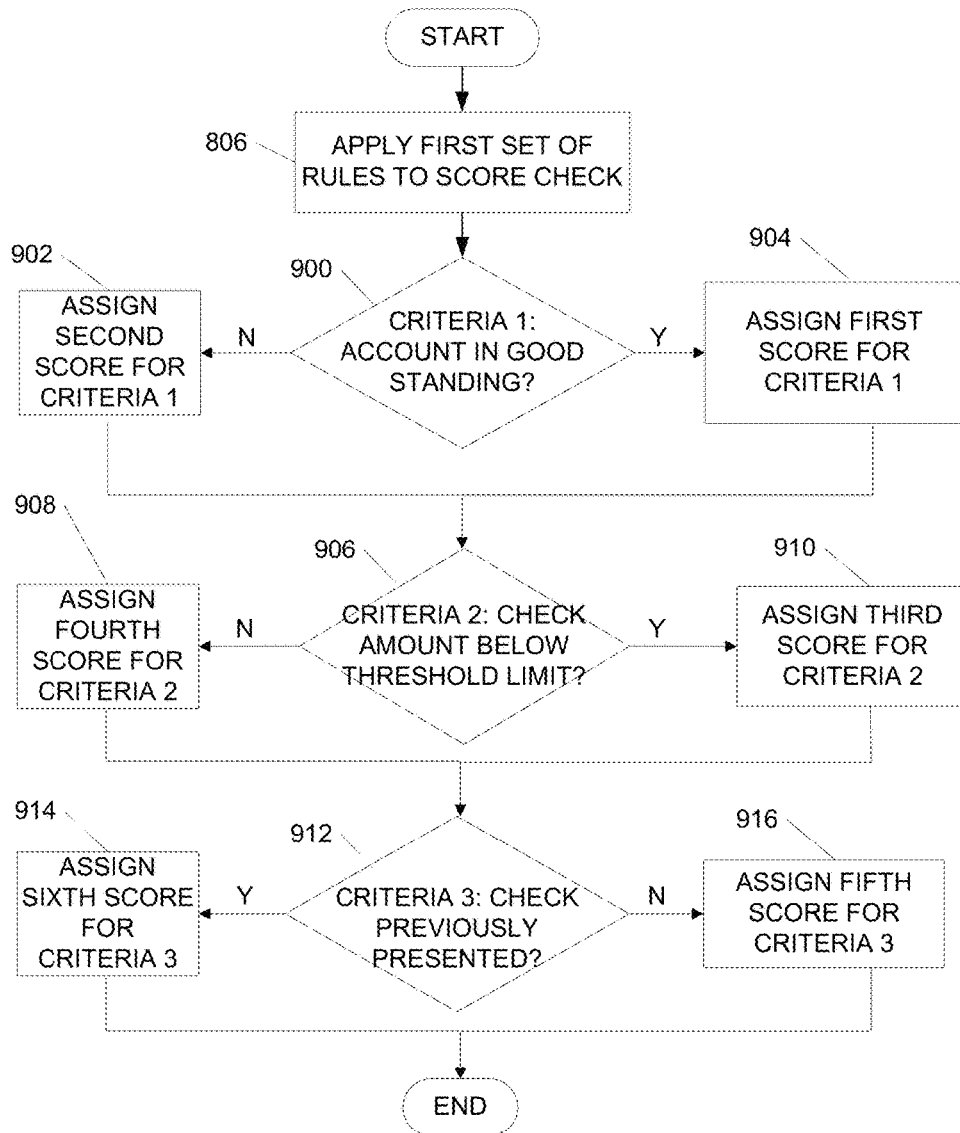 START
806
APPLY FIRST SET OF
RULES TO SCORE CHECK
902
900
904
ASSIGN
SECOND
SCORE FOR
CRITERIA 1
N
CRITERIA 1:
ACCOUNT IN GOOD
STANDING?
Y
ASSIGN FIRST
SCORE FOR
CRITERIA 1
908
906
910
ASSIGN
FOURTH
SCORE FOR
CRITERIA 2
N
CRITERIA 2: CHECK
AMOUNT BELOW
THRESHOLD LIMIT?
Y
ASSIGN THIRD
SCORE FOR
CRITERIA 2
914
912
916
ASSIGN
SIXTH SCORE
FOR
CRITERIA 3
Y
CRITERIA 3: CHECK
PREVIOUSLY
PRESENTED?
N
ASSIGN FIFTH
SCORE FOR
CRITERIA 3
END